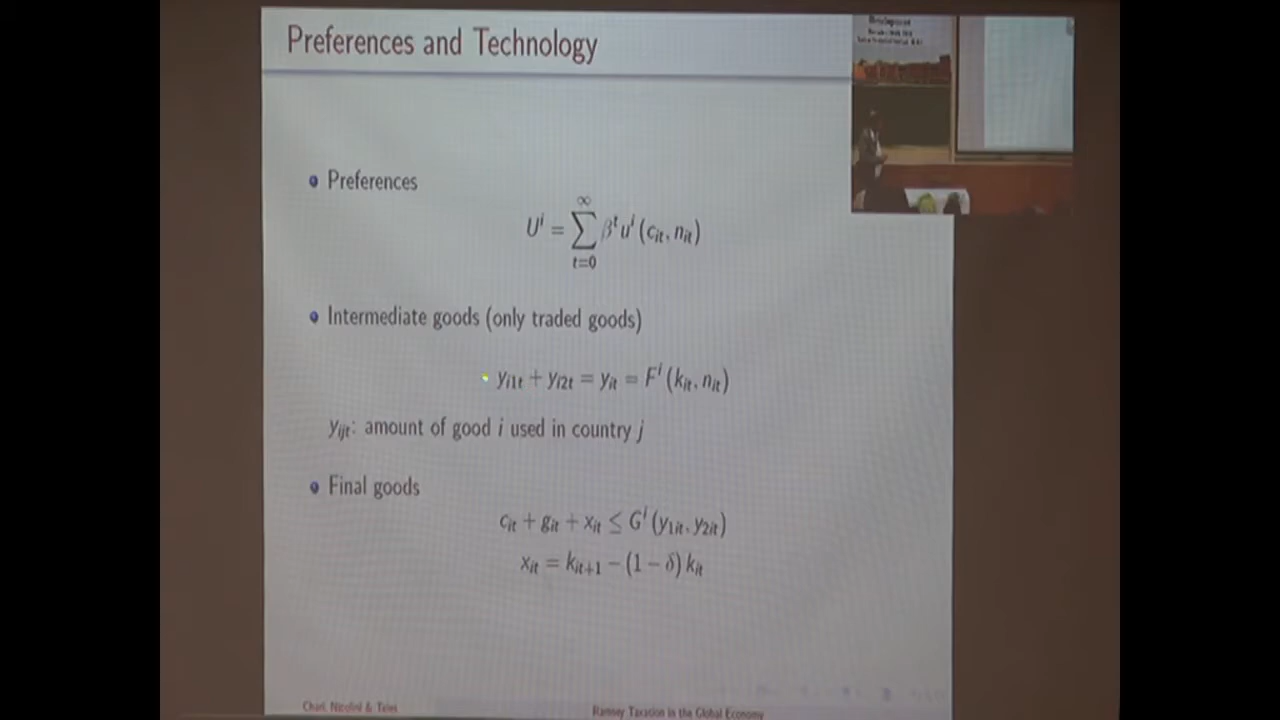 Preferences and Technology
Preferences
U^i = \sum_{t=0}^{\infty} β^t u^i (c_{it}, n_{it})
Intermediate goods (only traded goods)
y_{i1t} + y_{i2t} = y_{it} = F^i (k_{it}, n_{it})
y_{ijt}: amount of good i used in country j
Final goods
c_{it} + g_{it} + x_{it} ≤ G^i (y_{1it}, y_{2it})
x_{it} = k_{it+1} − (1 − δ) k_{it}
Chari, Nicolini & Teles
Ramsey Taxation in the Global Economy